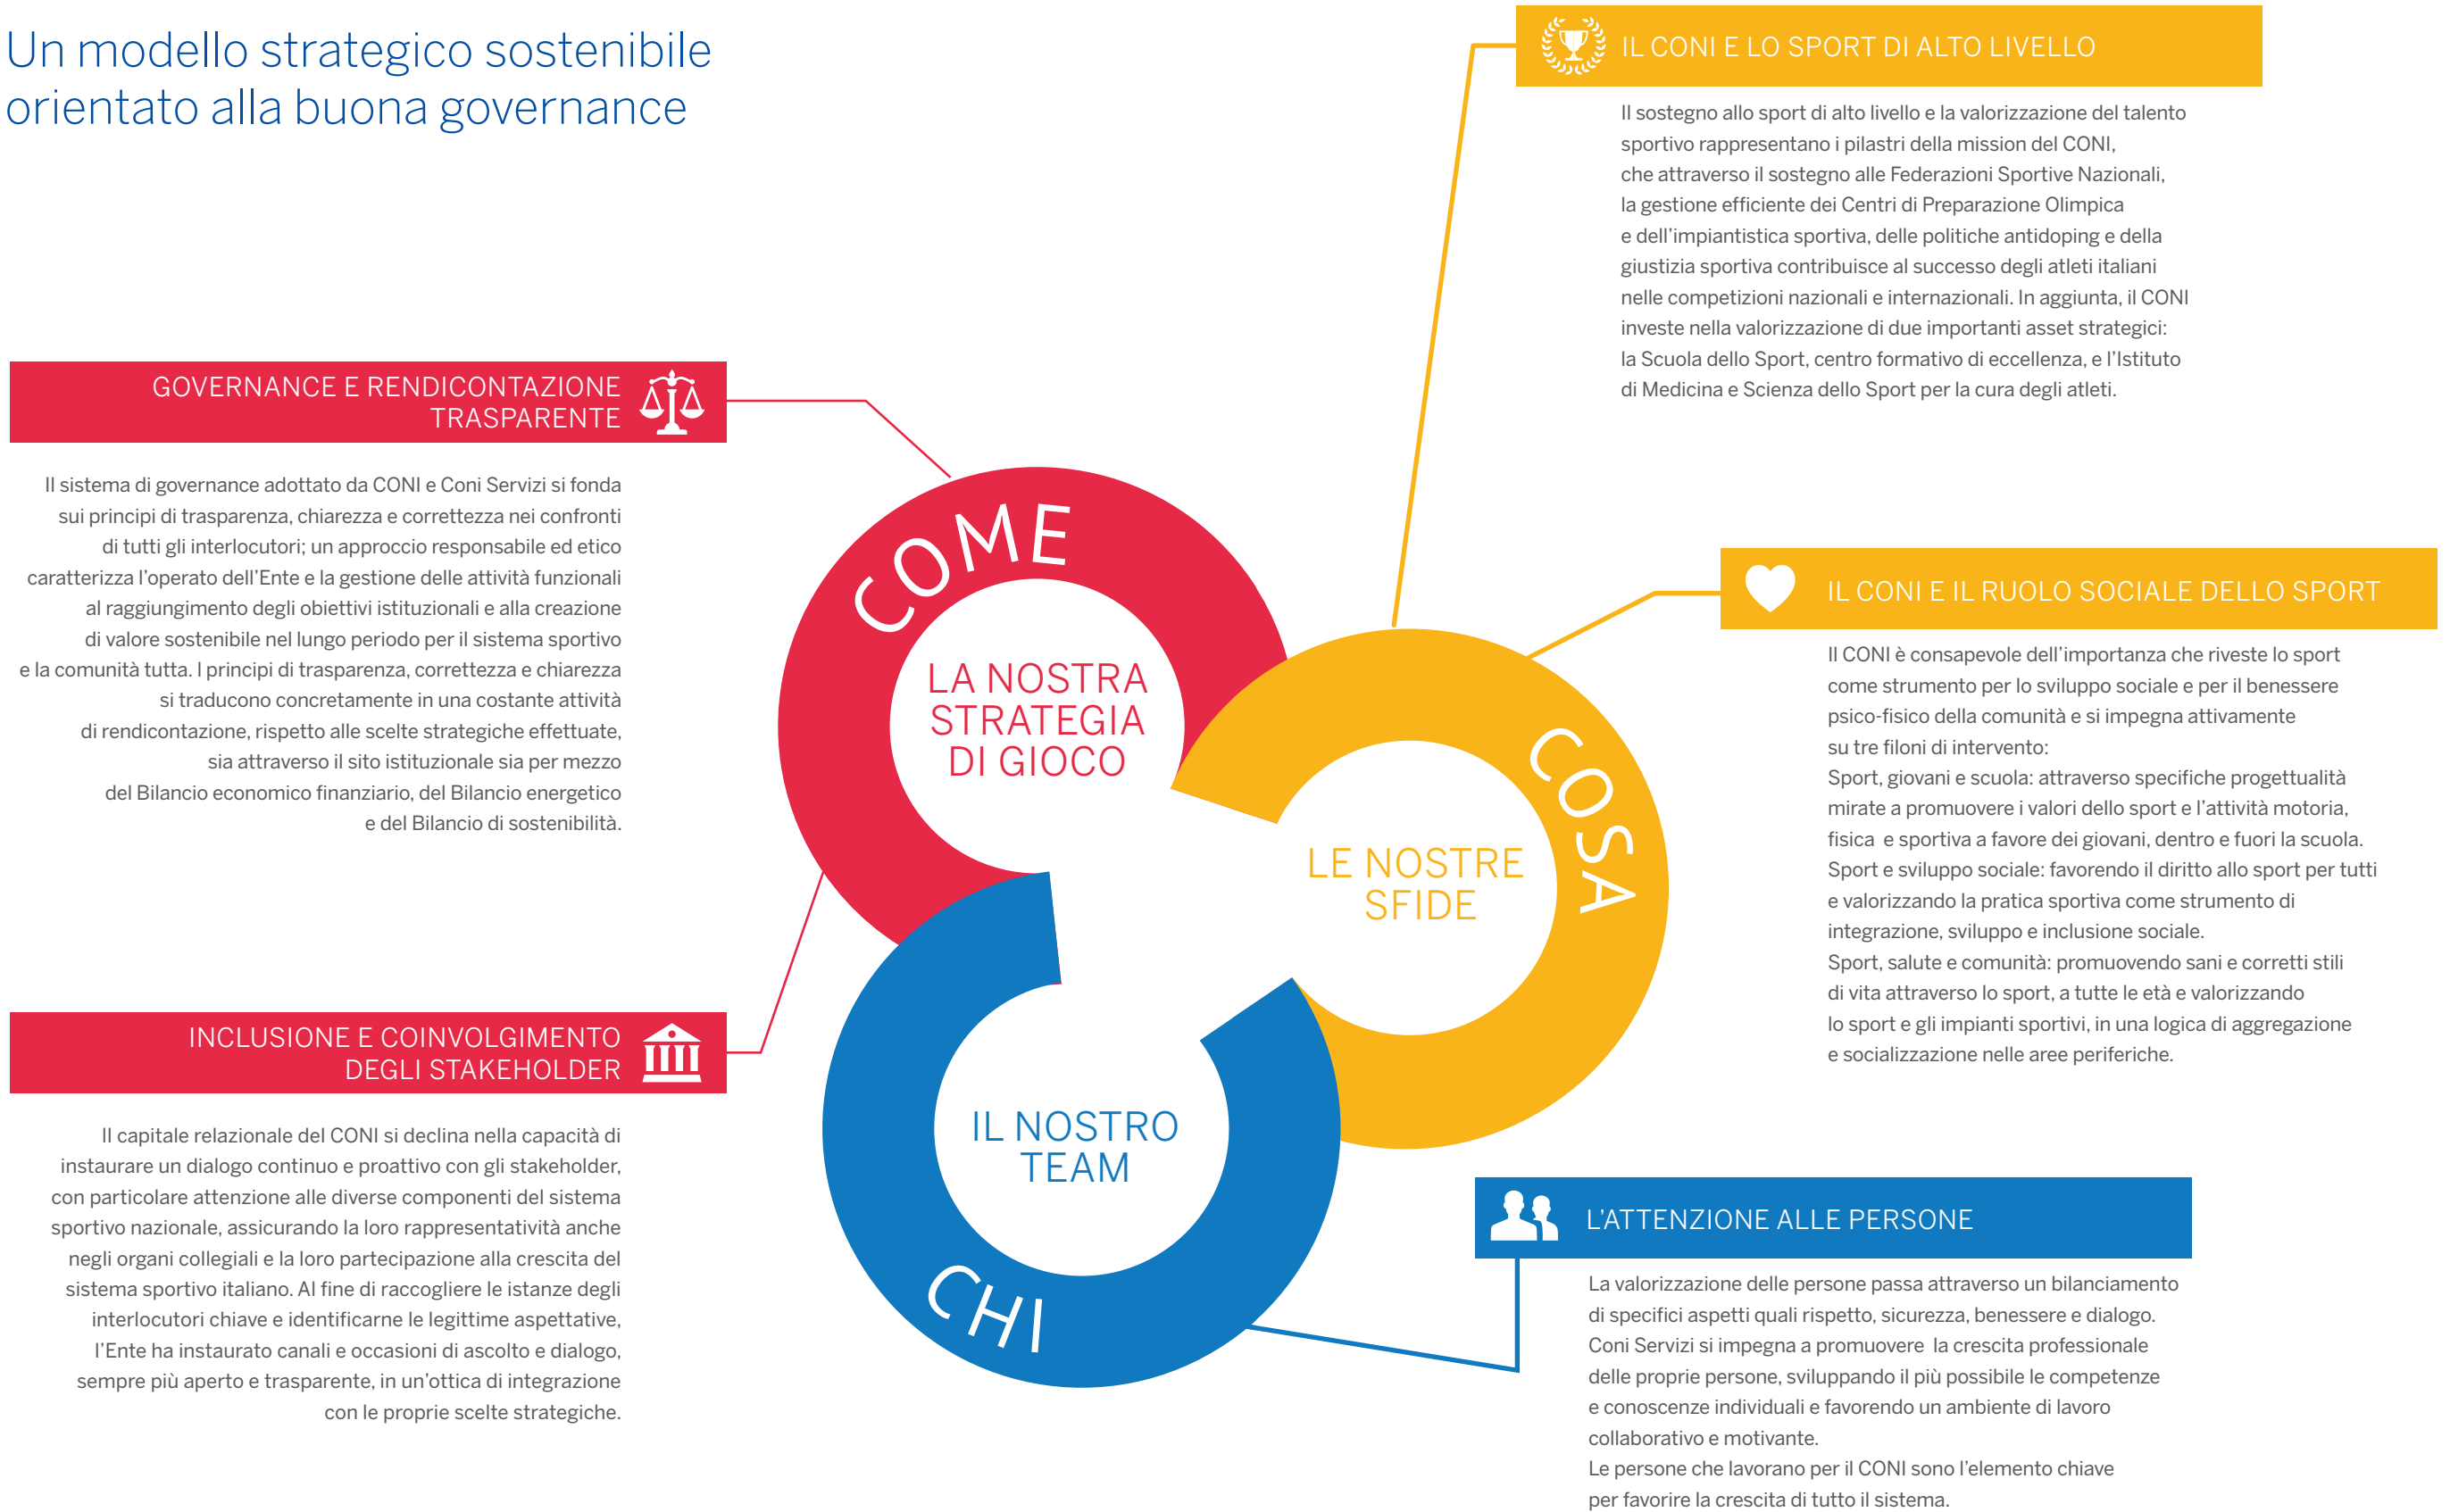 Un modello strategico sostenibile
orientato alla buona governance
GOVERNANCE E RENDICONTAZIONE
TRASPARENTE
Il sistema di governance adottato da CONI e Coni Servizi si fonda
sui principi di trasparenza, chiarezza e correttezza nei confronti
di tutti gli interlocutori; un approccio responsabile ed etico
caratterizza l'operato dell'Ente e la gestione delle attività funzionali
al raggiungimento degli obiettivi istituzionali e alla creazione
di valore sostenibile nel lungo periodo per il sistema sportivo
e la comunità tutta. I principi di trasparenza, correttezza e chiarezza
si traducono concretamente in una costante attività
di rendicontazione, rispetto alle scelte strategiche effettuate,
sia attraverso il sito istituzionale sia per mezzo
del Bilancio economico finanziario, del Bilancio energetico
e del Bilancio di sostenibilità.
INCLUSIONE E COINVOLGIMENTO
DEGLI STAKEHOLDER
Il capitale relazionale del CONI si declina nella capacità di
instaurare un dialogo continuo e proattivo con gli stakeholder,
con particolare attenzione alle diverse componenti del sistema
sportivo nazionale, assicurando la loro rappresentatività anche
negli organi collegiali e la loro partecipazione alla crescita del
sistema sportivo italiano. Al fine di raccogliere le istanze degli
interlocutori chiave e identificarne le legittime aspettative,
l'Ente ha instaurato canali e occasioni di ascolto e dialogo,
sempre più aperto e trasparente, in un'ottica di integrazione
con le proprie scelte strategiche.
COME
LA NOSTRA
STRATEGIA
DI GIOCO
COSA
LE NOSTRE
SFIDE
IL NOSTRO
TEAM
CHI
IL CONI E LO SPORT DI ALTO LIVELLO
Il sostegno allo sport di alto livello e la valorizzazione del talento
sportivo rappresentano i pilastri della mission del CONI,
che attraverso il sostegno alle Federazioni Sportive Nazionali,
la gestione efficiente dei Centri di Preparazione Olimpica
e dell'impiantistica sportiva, delle politiche antidoping e della
giustizia sportiva contribuisce al successo degli atleti italiani
nelle competizioni nazionali e internazionali. In aggiunta, il CONI
investe nella valorizzazione di due importanti asset strategici:
la Scuola dello Sport, centro formativo di eccellenza, e l'Istituto
di Medicina e Scienza dello Sport per la cura degli atleti.
IL CONI E IL RUOLO SOCIALE DELLO SPORT
Il CONI è consapevole dell'importanza che riveste lo sport
come strumento per lo sviluppo sociale e per il benessere
psico-fisico della comunità e si impegna attivamente
su tre filoni di intervento:
Sport, giovani e scuola: attraverso specifiche progettualità
mirate a promuovere i valori dello sport e l'attività motoria,
fisica e sportiva a favore dei giovani, dentro e fuori la scuola.
Sport e sviluppo sociale: favorendo il diritto allo sport per tutti
e valorizzando la pratica sportiva come strumento di
integrazione, sviluppo e inclusione sociale.
Sport, salute e comunità: promuovendo sani e corretti stili
di vita attraverso lo sport, a tutte le età e valorizzando
lo sport e gli impianti sportivi, in una logica di aggregazione
e socializzazione nelle aree periferiche.
L'ATTENZIONE ALLE PERSONE
La valorizzazione delle persone passa attraverso un bilanciamento
di specifici aspetti quali rispetto, sicurezza, benessere e dialogo.
Coni Servizi si impegna a promuovere la crescita professionale
delle proprie persone, sviluppando il più possibile le competenze
e conoscenze individuali e favorendo un ambiente di lavoro
collaborativo e motivante.
Le persone che lavorano per il CONI sono l'elemento chiave
per favorire la crescita di tutto il sistema.